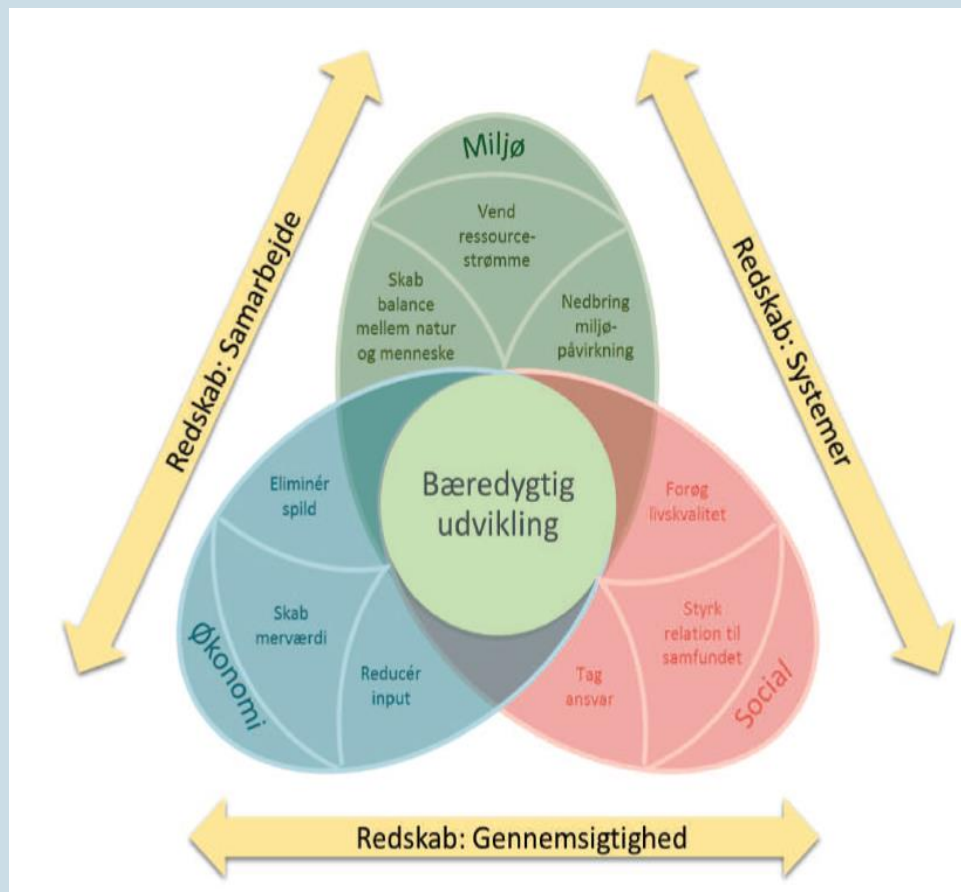 Miljø
Vend
ressource-
strømme
Skab
balance
mellem natur
og menneske
Nedbring
miljø-
påvirkning
Redskab: Samarbejde
Redskab: Systemer
Bæredygtig
udvikling
Eliminér
spild
Skab
merværdi
Reducér
input
Økonomi
Forøg
livskvalitet
Styrk
relation til
samfundet
Tag
ansvar
Social
Redskab: Gennemsigtighed